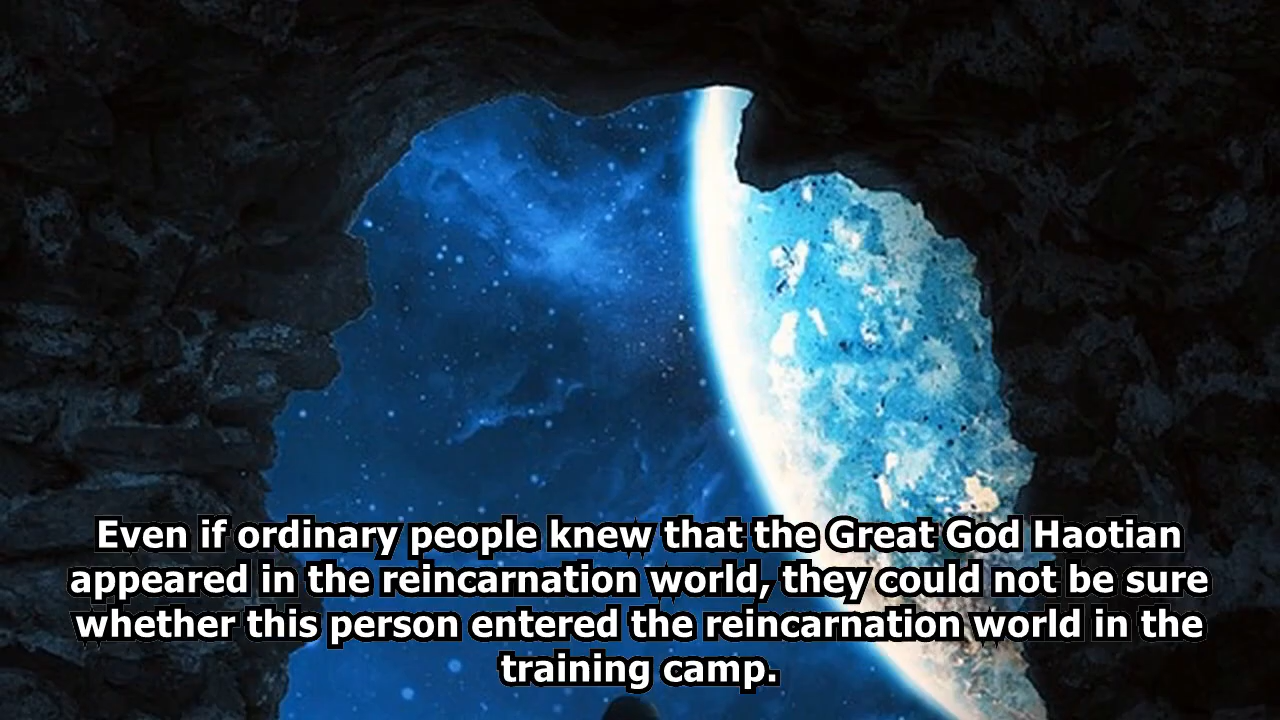 Even if ordinary people knew that the Great God Haotian
appeared in the reincarnation world, they could not be sure
whether this person entered the reincarnation world in the
training camp.